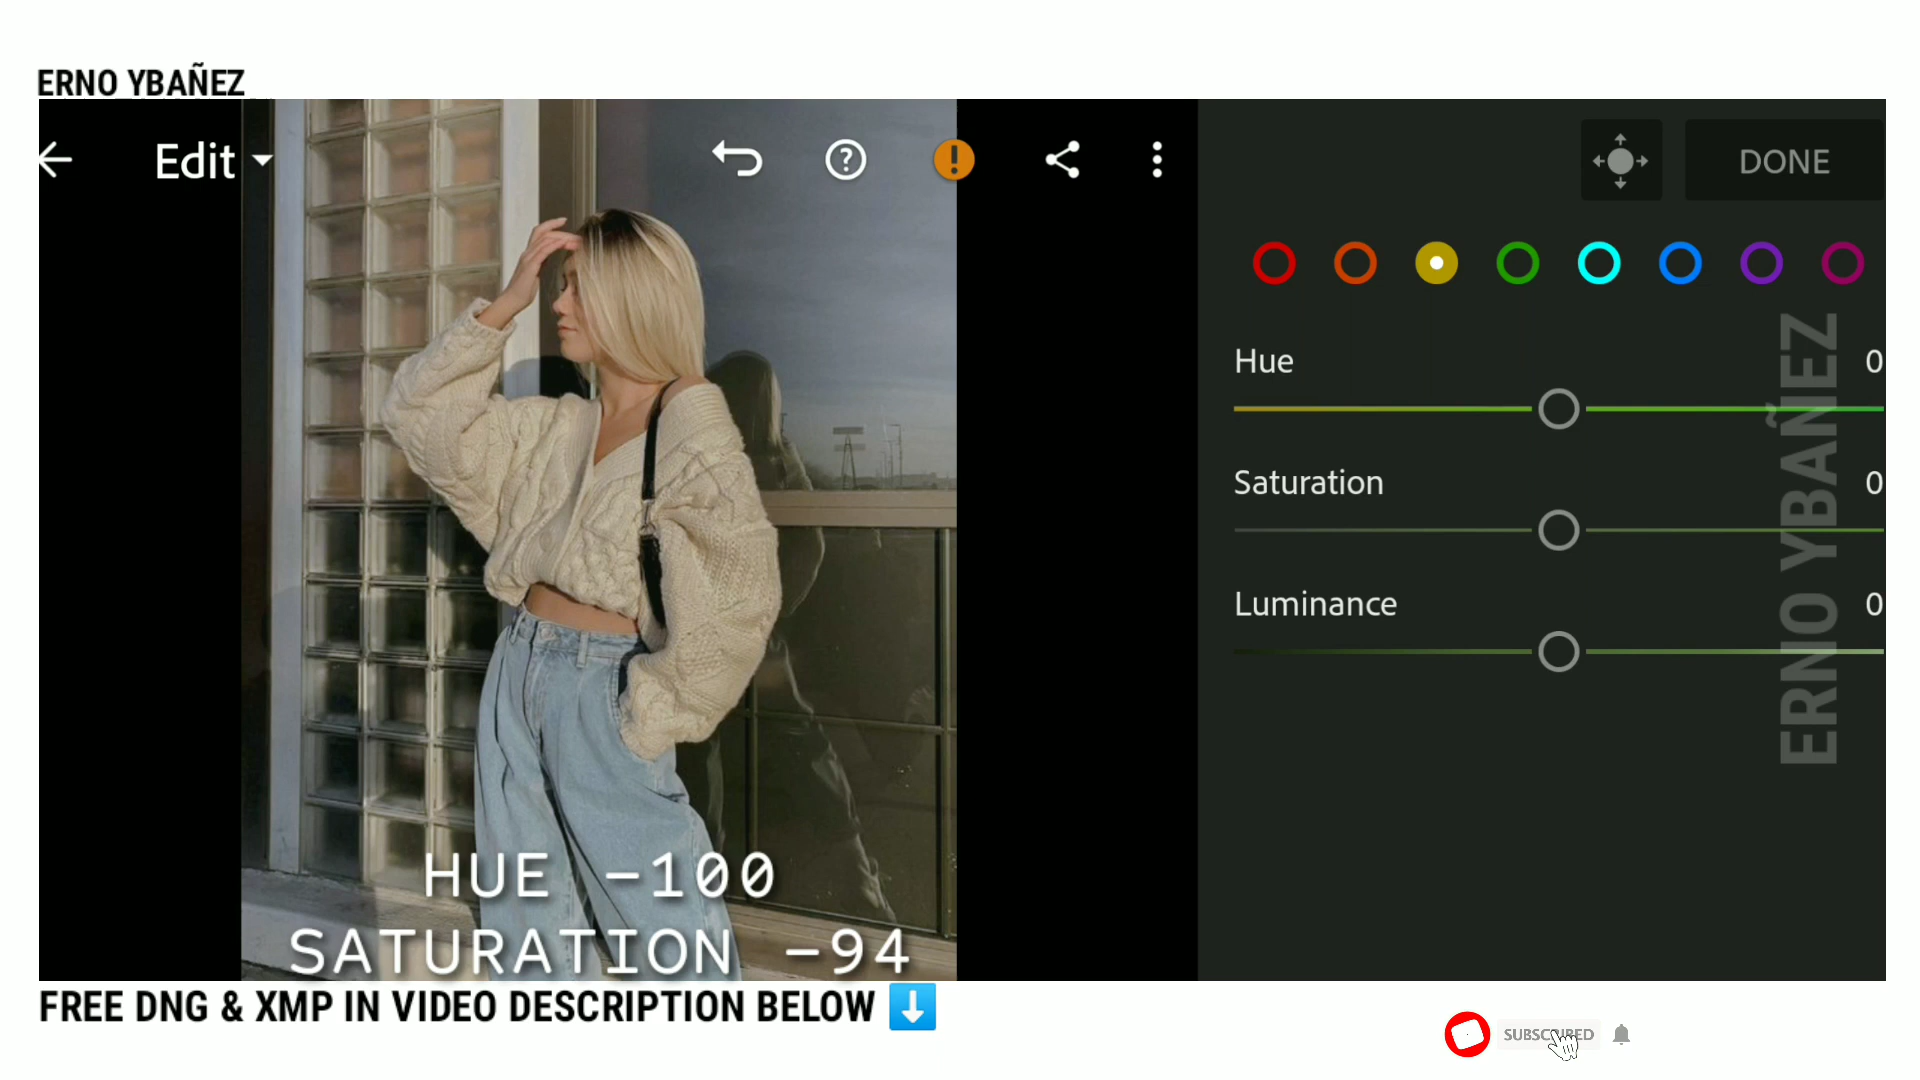 ERNO YBAÑEZ
Edit
DONE
Hue 0
Saturation 0
Luminance 0
ERNO YBAÑEZ
HUE -100
SATURATION -94
FREE DNG & XMP IN VIDEO DESCRIPTION BELOW
SUBSCRIBED